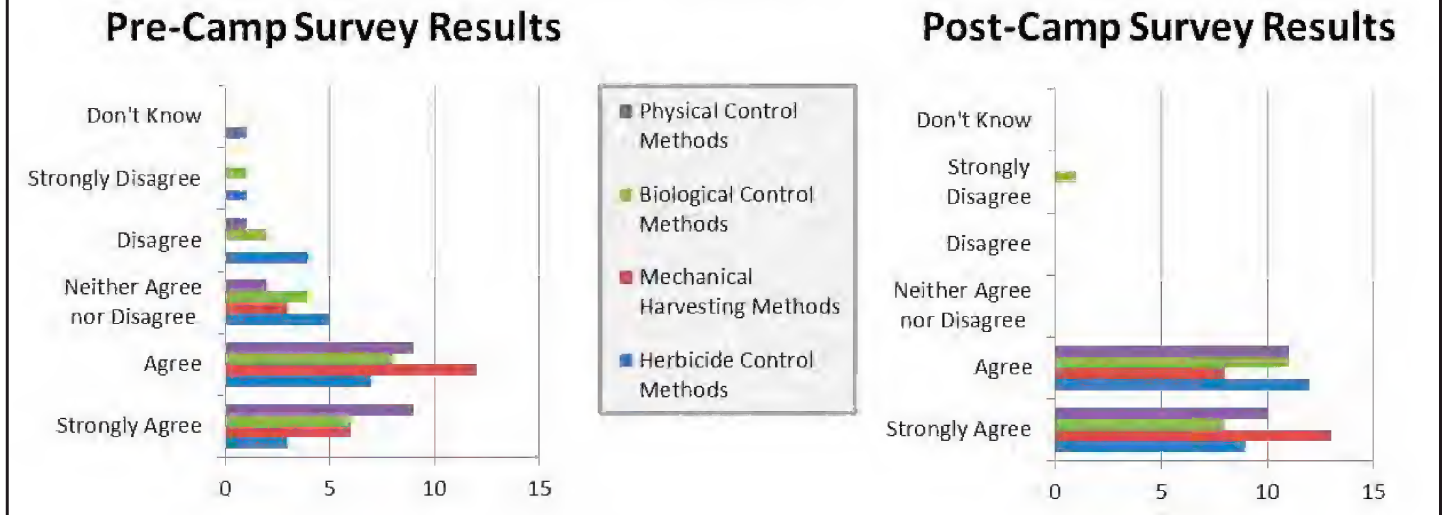 Pre-Camp Survey Results
Don't Know
Strongly Disagree
Disagree
Neither Agree
nor Disagree
Agree
Strongly Agree
0 5 10 15
Physical Control
Methods
Biological Control
Methods
Mechanical
Harvesting Methods
Herbicide Control
Methods
Post-Camp Survey Results
Don't Know
Strongly
Disagree
Disagree
Neither Agree
nor Disagree
Agree
Strongly Agree
0 5 10 15